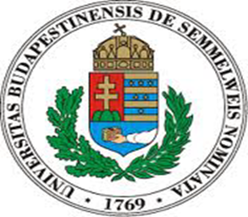 UNIVERSITAS BUDAPESTINENSIS DE SEMMELWEIS NOMINATA
· 1769 ·